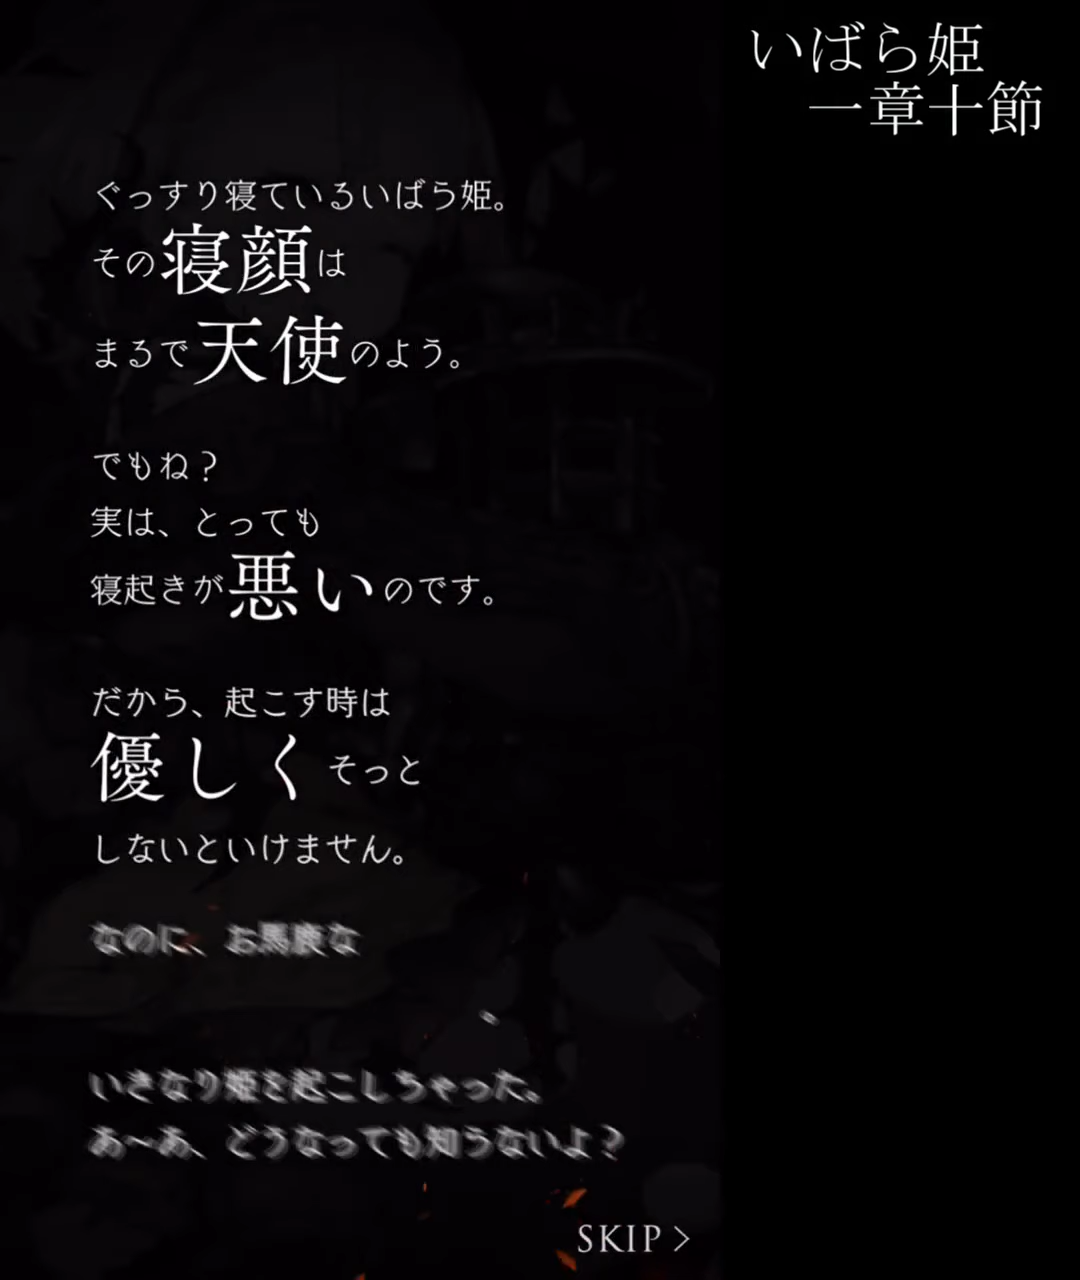 いばら姫
一章十節
ぐっすり寝ているいばら姫。
その寝顔は
まるで天使のよう。
でもね？
実は、とっても
寝起きが悪いのです。
だから、起こす時は
優しくそっと
しないといけません。
なのに、お馬鹿な
いきなり姫を起こしちゃった。
あ～あ、どうなっても知らないよ？
SKIP >